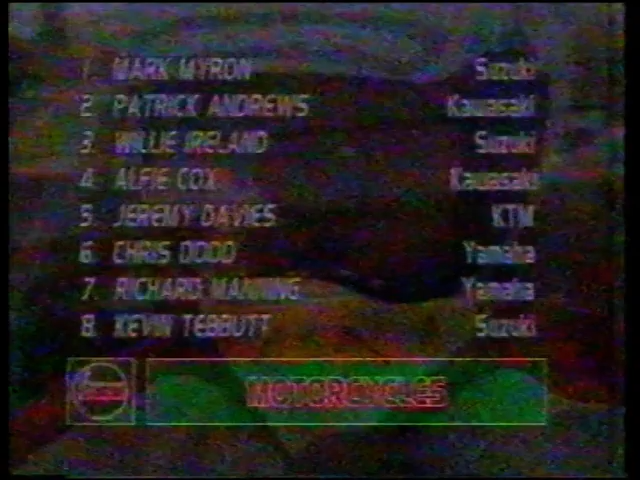 1. MARK MYRON Suzuki
2. PATRICK ANDREWS Kawasaki
3. WILLIE IRELAND Suzuki
4. ALFIE COX Kawasaki
5. JEREMY DAVIES KTM
6. CHRIS DODD Yamaha
7. RICHARD MANNING Yamaha
8. KEVIN TEBBUTT Suzuki
MOTORCYCLES